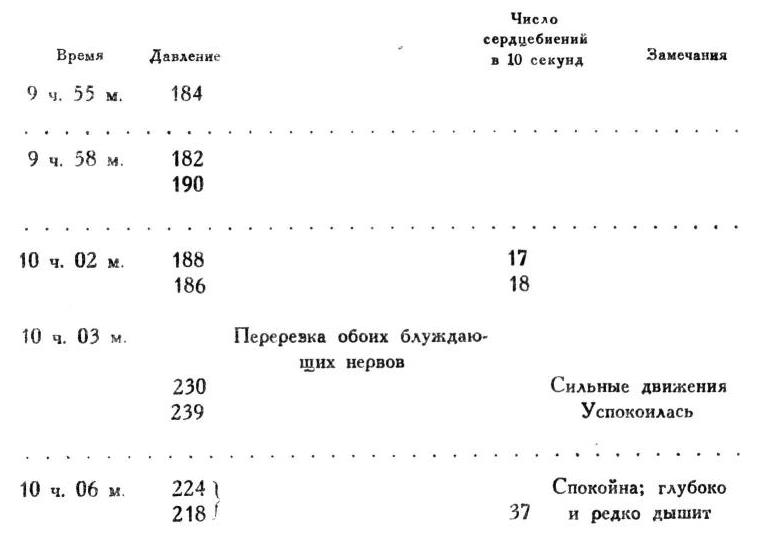 Число
сердцебиений
Время Давление в 10 секунд Замечания
9 ч. 55 м. 184
. . . . . . . . . . . . . . . . . . . . . . . . . . . . . . . . . . . . . .
9 ч. 58 м. 182
190
. . . . . . . . . . . . . . . . . . . . . . . . . . . . . . . . . . . . . .
10 ч. 02 м. 188 17
186 18
10 ч. 03 м. Перерезка обоих блуждаю-
щих нервов
230 Сильные движения
239 Успокоилась
. . . . . . . . . . . . . . . . . . . . . . . . . . . . . . . . . . . . . .
10 ч. 06 м. 224 } Спокойна; глубоко
218 37 и редко дышит